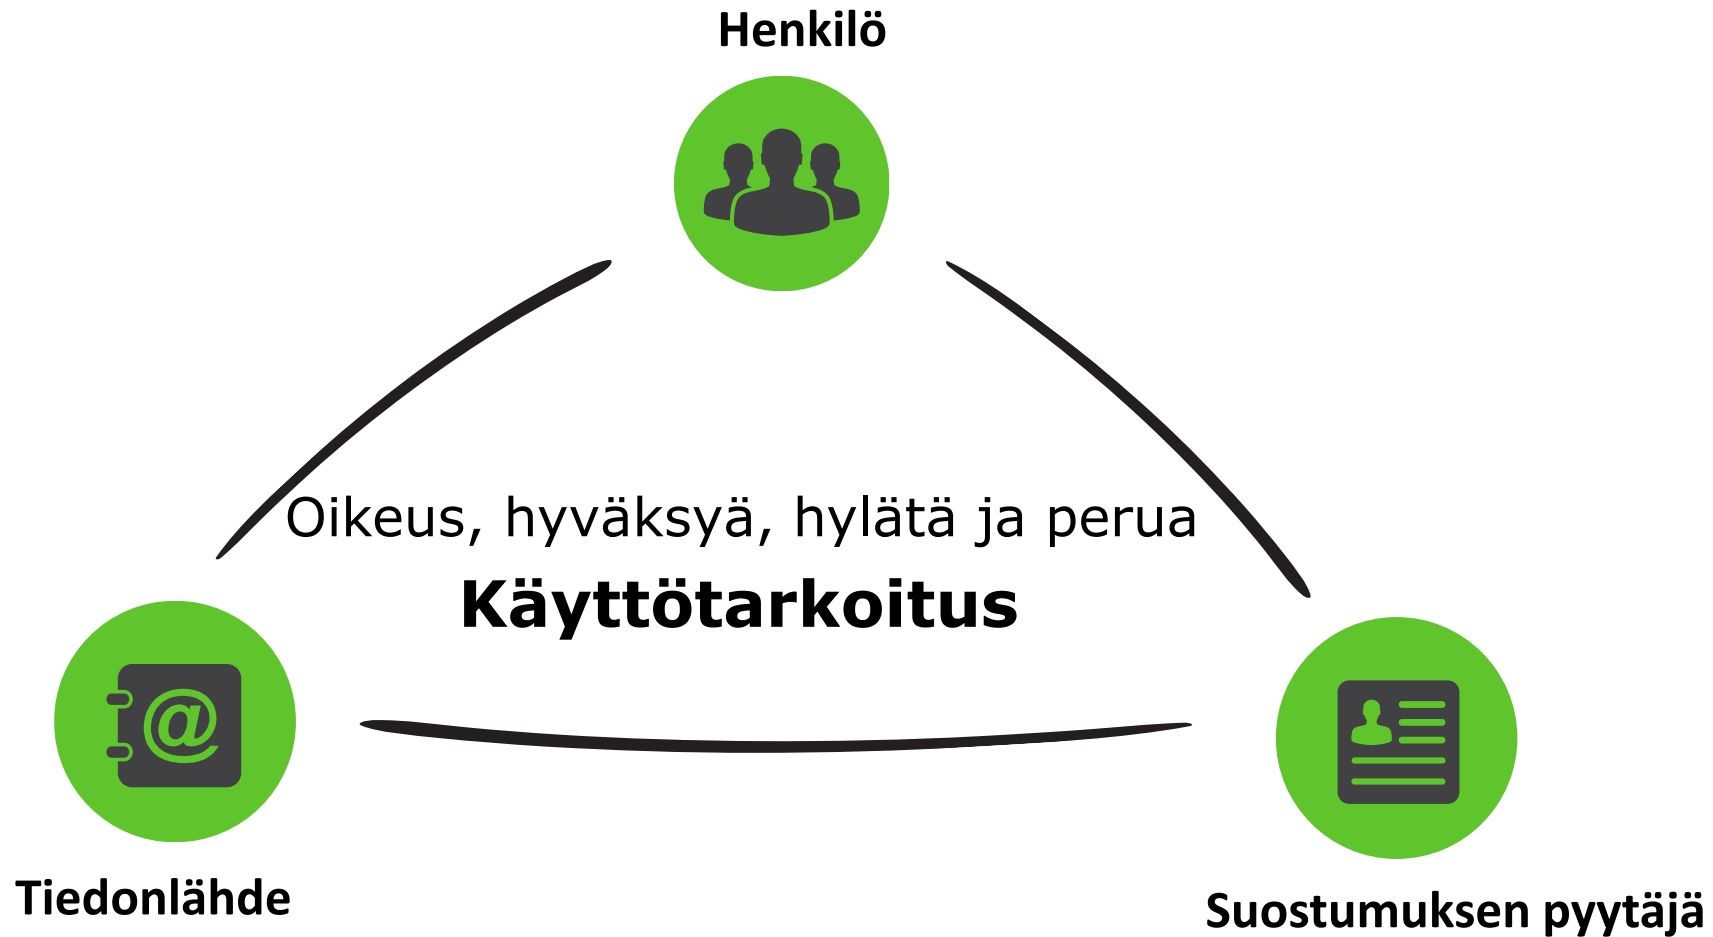 Henkilö
Oikeus, hyväksyä, hylätä ja perua
Käyttötarkoitus
Tiedonlähde
Suostumuksen pyytäjä